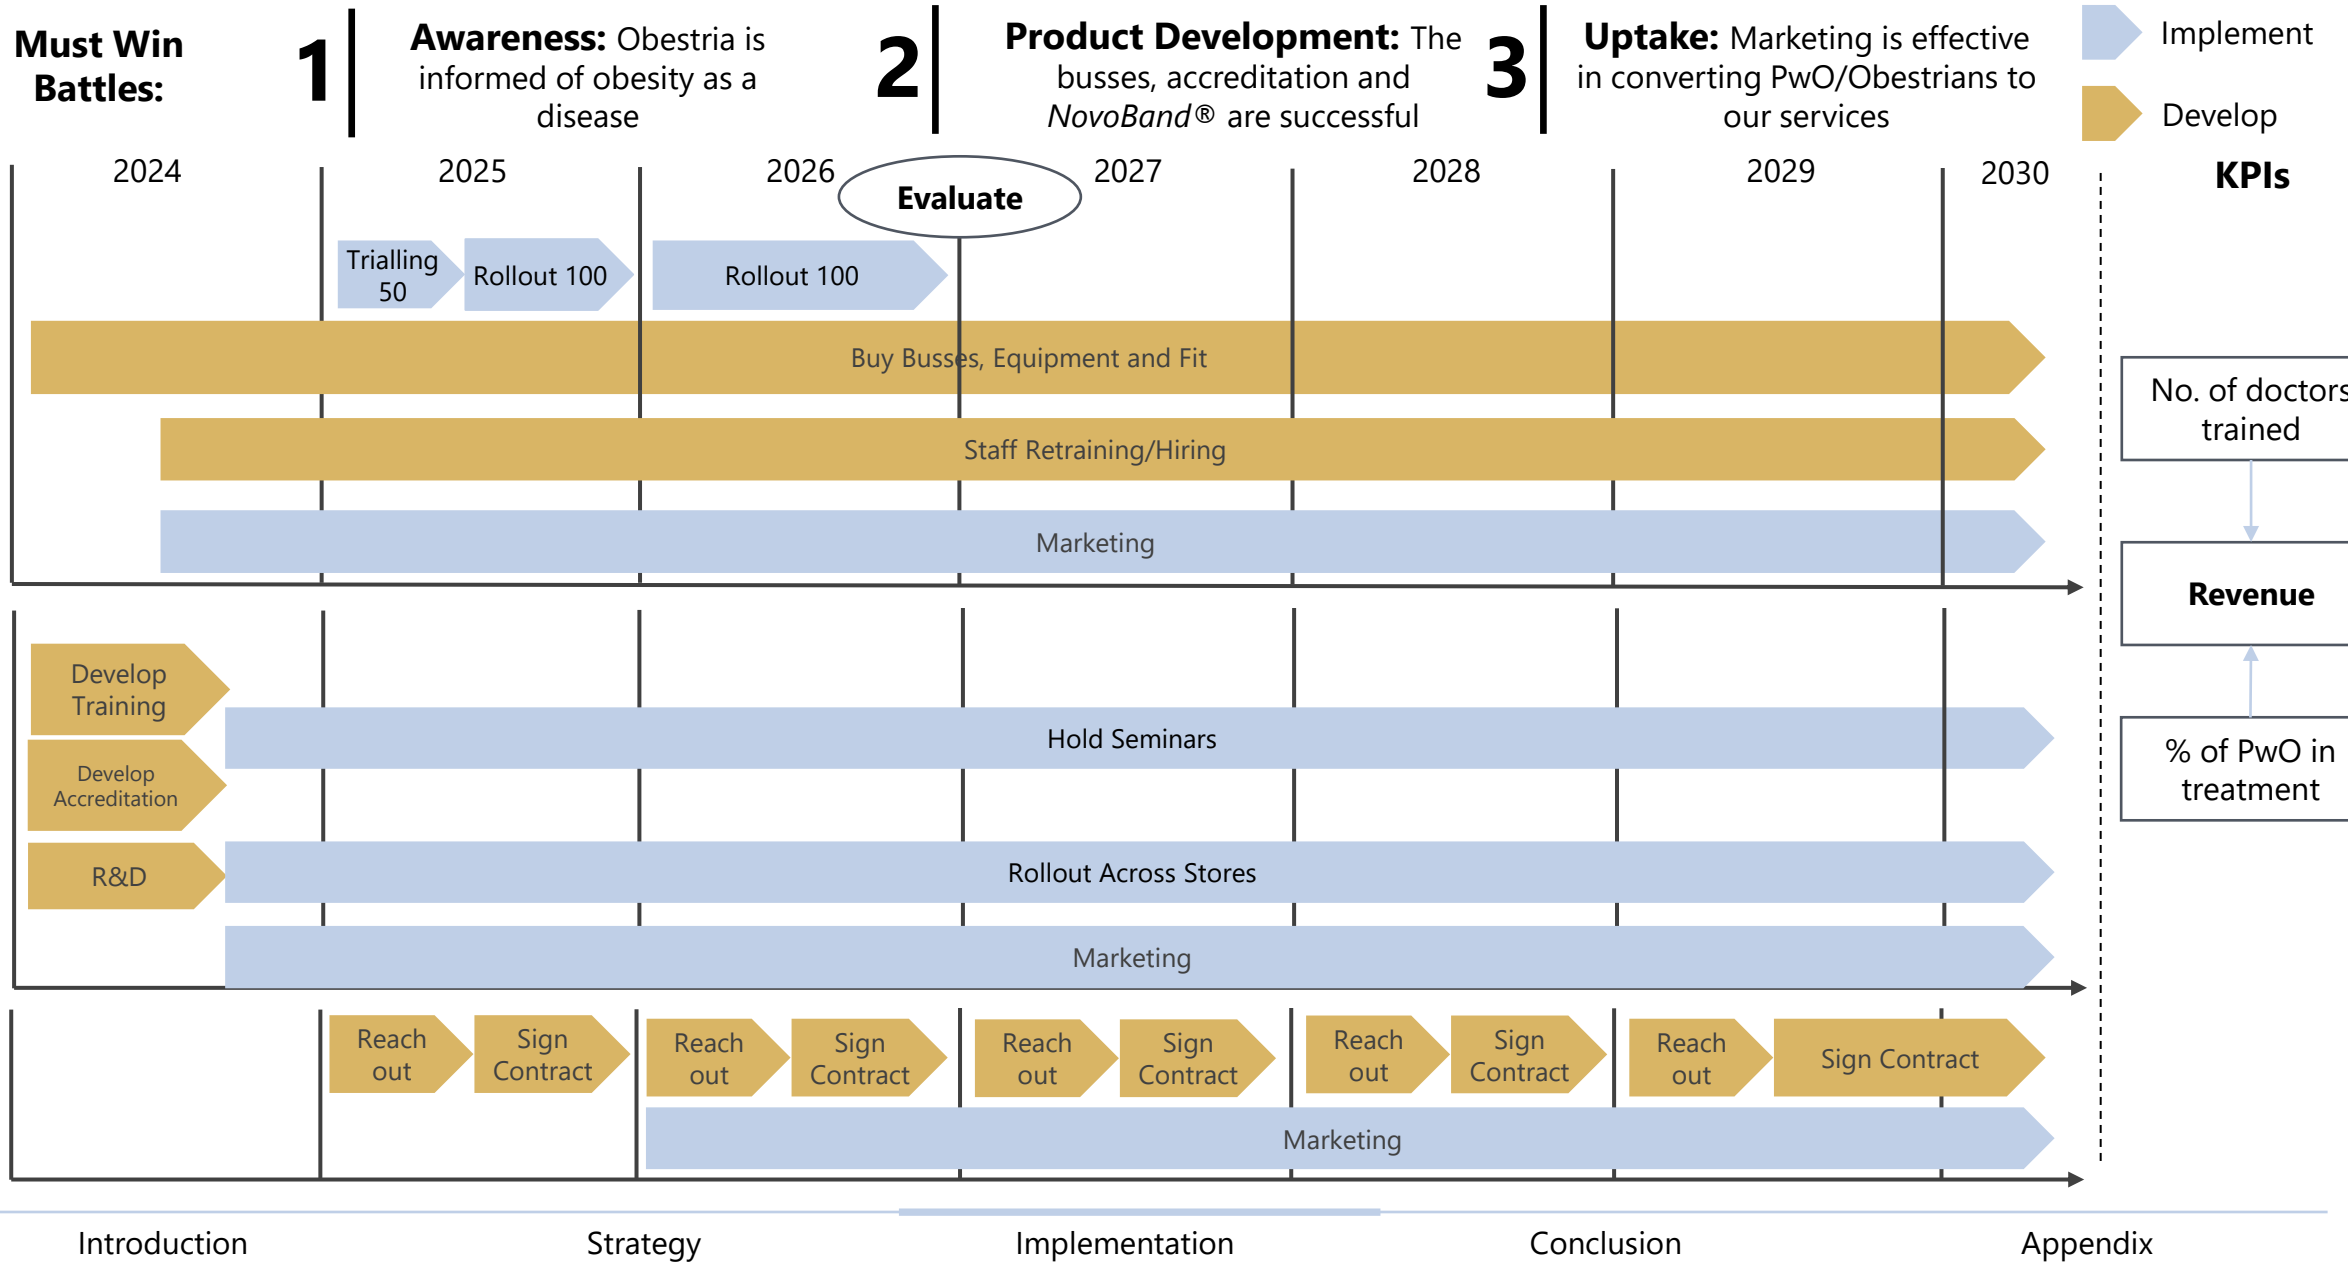 Must Win
Battles:
1
Awareness: Obestria is
informed of obesity as a
disease
2
Product Development: The
busses, accreditation and
NovoBand® are successful
3
Uptake: Marketing is effective
in converting PwO/Obestrians to
our services
Implement
Develop
2024
2025
2026
2027
2028
2029
2030
KPIs
Evaluate
Trialling
50
Rollout 100
Rollout 100
Buy Busses, Equipment and Fit
Staff Retraining/Hiring
Marketing
No. of doctors
trained
Revenue
% of PwO in
treatment
Develop
Training
Hold Seminars
Develop
Accreditation
R&D
Rollout Across Stores
Marketing
Reach
out
Sign
Contract
Reach
out
Sign
Contract
Reach
out
Sign
Contract
Reach
out
Sign
Contract
Reach
out
Sign Contract
Marketing
Introduction
Strategy
Implementation
Conclusion
Appendix